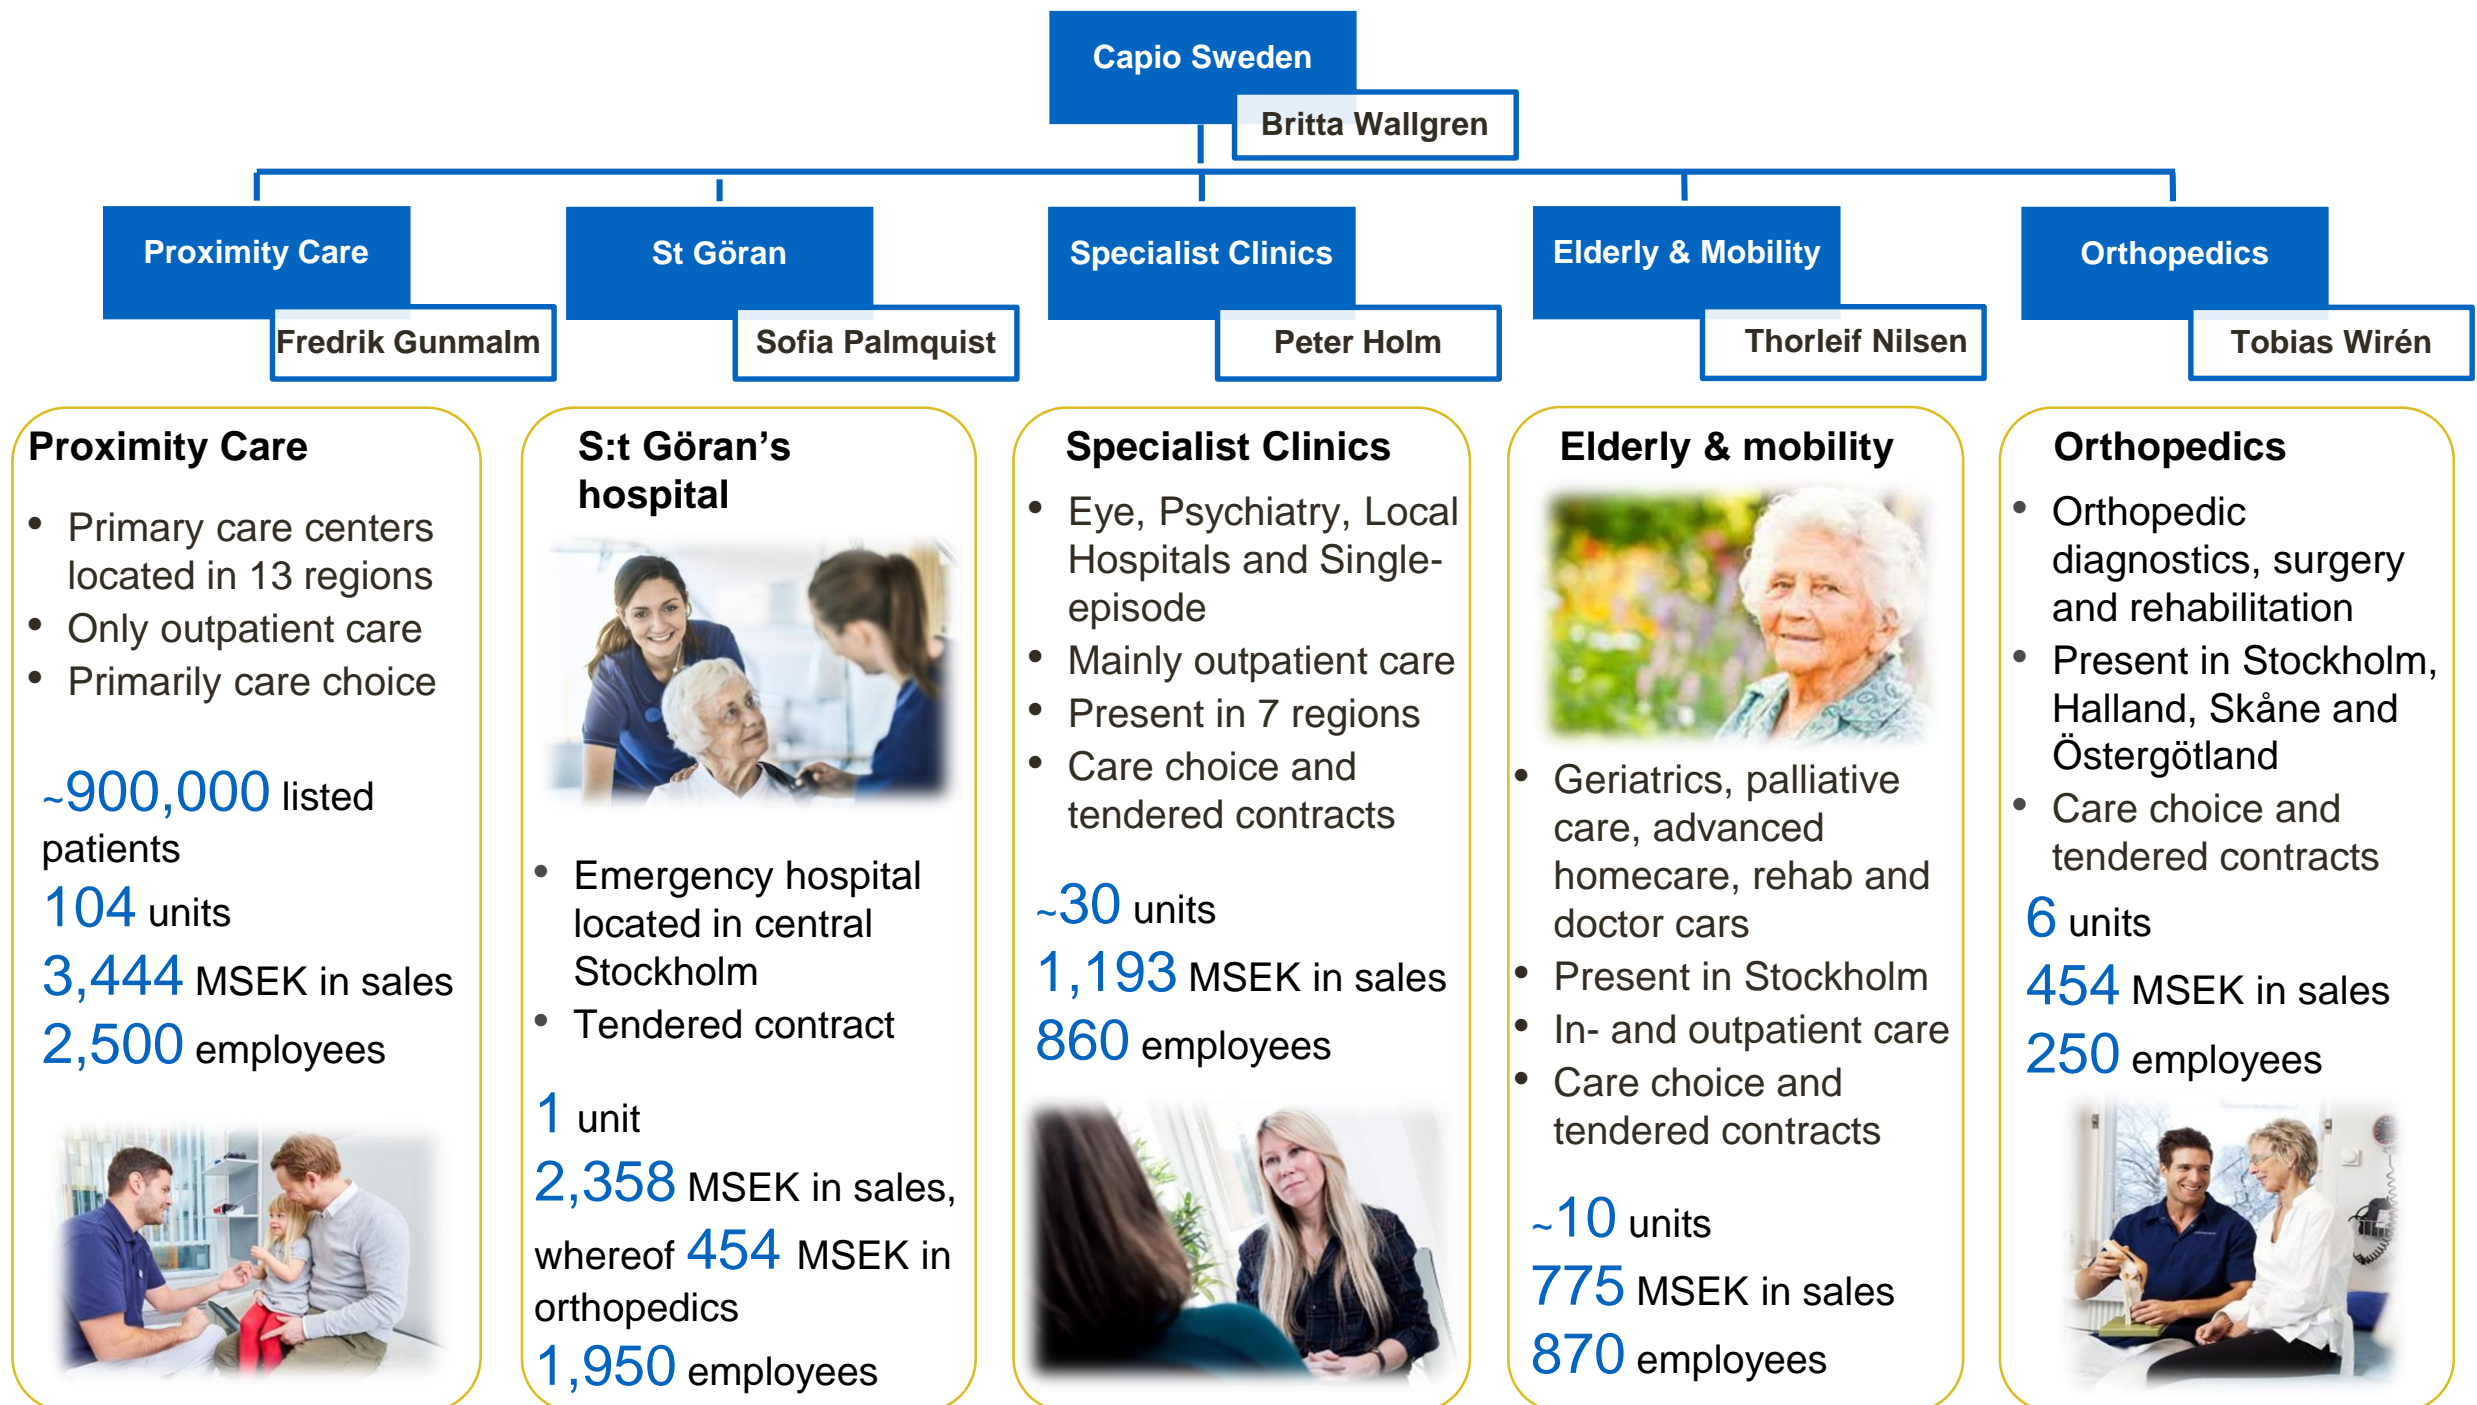 Capio Sweden
Britta Wallgren
Proximity Care
Fredrik Gunmalm
St Göran
Sofia Palmquist
Specialist Clinics
Peter Holm
Elderly & Mobility
Thorleif Nilsen
Orthopedics
Tobias Wirén
Proximity Care
• Primary care centers
located in 13 regions
• Only outpatient care
• Primarily care choice
~900,000 listed
patients
104 units
3,444 MSEK in sales
2,500 employees
S:t Göran’s
hospital
• Emergency hospital
located in central
Stockholm
• Tendered contract
1 unit
2,358 MSEK in sales,
whereof 454 MSEK in
orthopedics
1,950 employees
Specialist Clinics
• Eye, Psychiatry, Local
Hospitals and Single-
episode
• Mainly outpatient care
• Present in 7 regions
• Care choice and
tendered contracts
~30 units
1,193 MSEK in sales
860 employees
Elderly & mobility
• Geriatrics, palliative
care, advanced
homecare, rehab and
doctor cars
• Present in Stockholm
• In- and outpatient care
• Care choice and
tendered contracts
~10 units
775 MSEK in sales
870 employees
Orthopedics
• Orthopedic
diagnostics, surgery
and rehabilitation
• Present in Stockholm,
Halland, Skåne and
Östergötland
• Care choice and
tendered contracts
6 units
454 MSEK in sales
250 employees